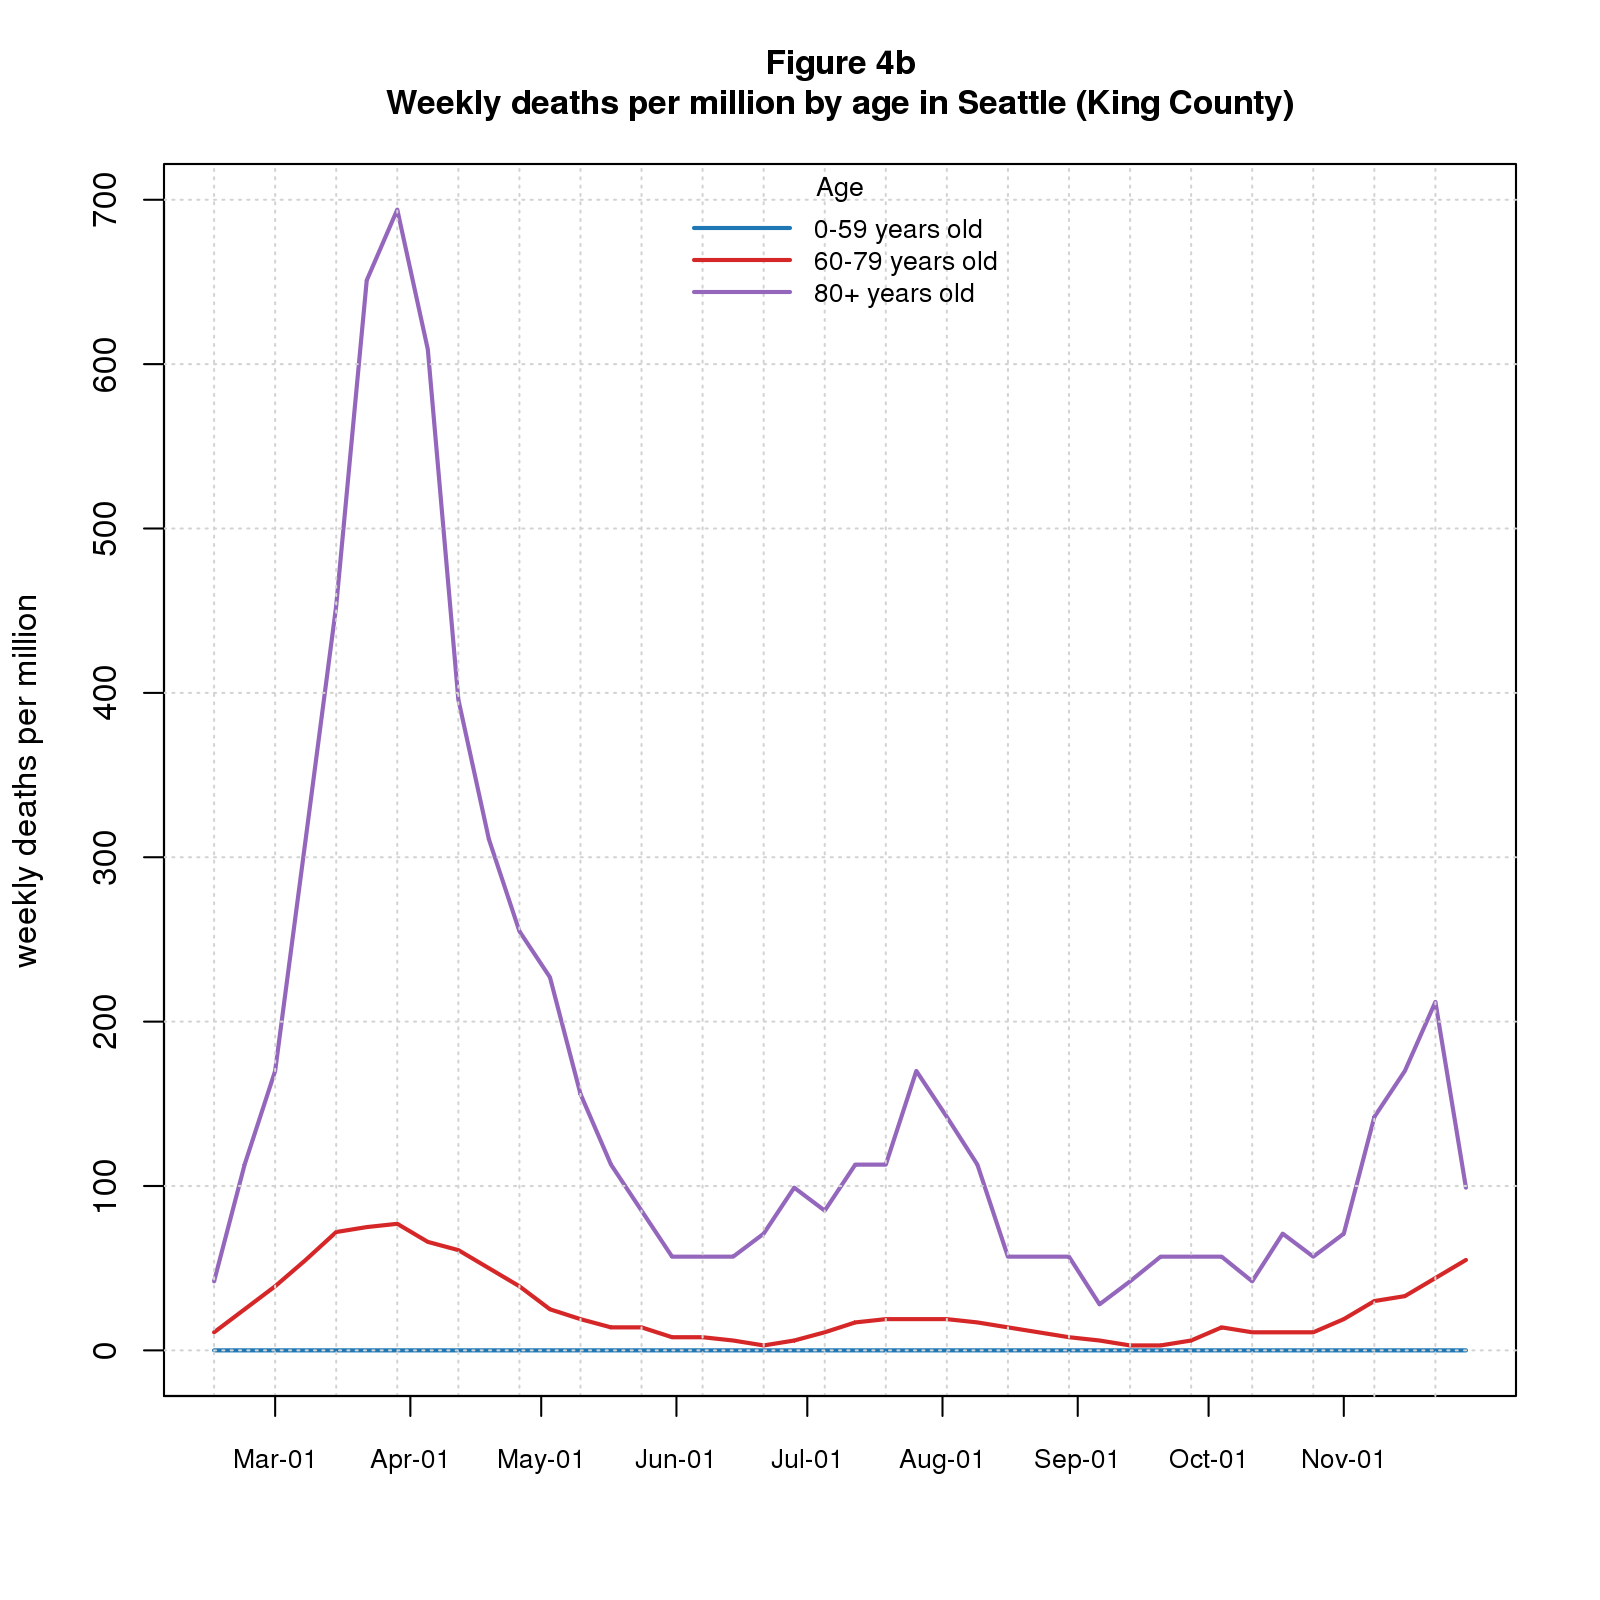 Figure 4b
Weekly deaths per million by age in Seattle (King County)
Age
0-59 years old
60-79 years old
80+ years old
weekly deaths per million
700
600
500
400
300
200
100
0
Mar-01 Apr-01 May-01 Jun-01 Jul-01 Aug-01 Sep-01 Oct-01 Nov-01